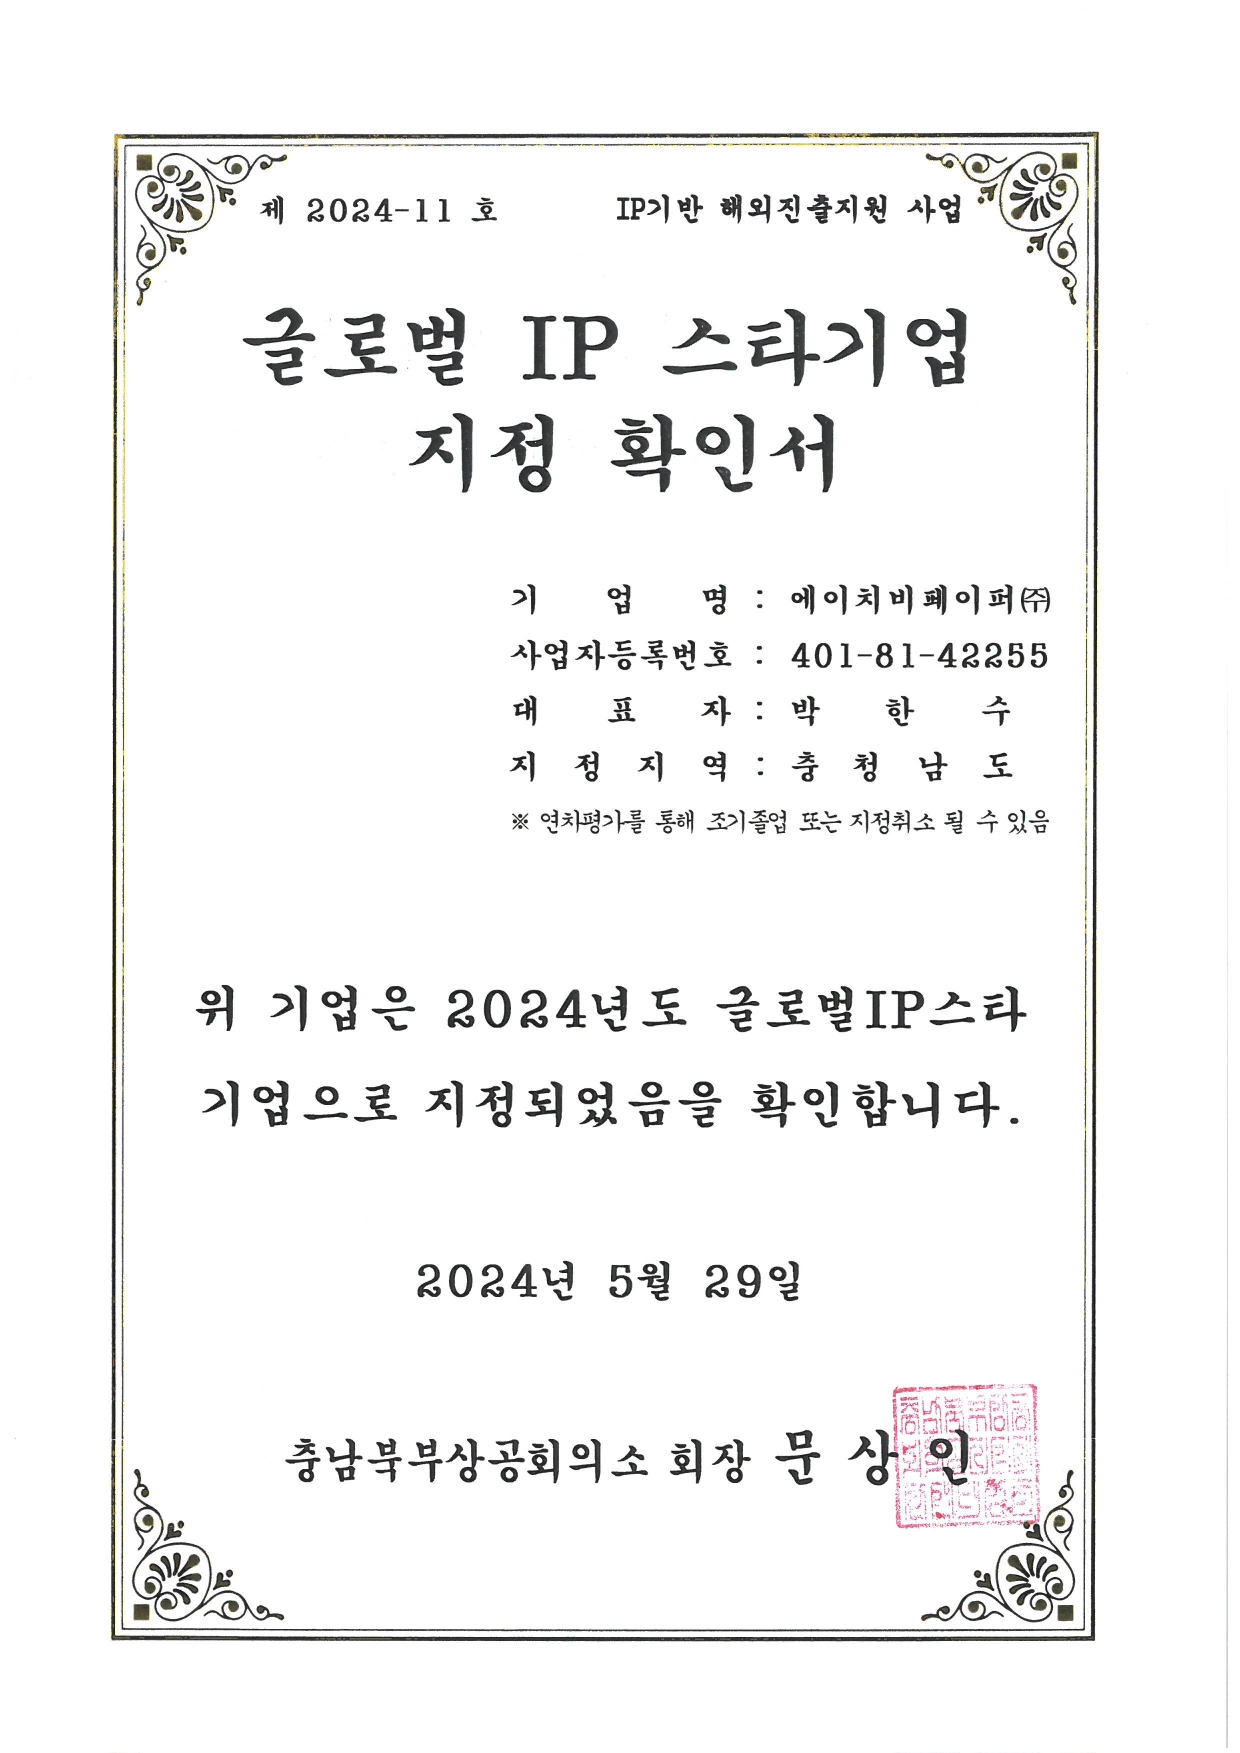 제 2024-11 호 IP기반 해외진출지원 사업
글로벌 IP 스타기업
지정 확인서
기 업 명 : 에이치비페이퍼㈜
사업자등록번호 : 401-81-42255
대 표 자 : 박 한 수
지 정 지 역 : 충 청 남 도
※ 연차평가를 통해 조기졸업 또는 지정취소 될 수 있음
위 기업은 2024년도 글로벌IP스타
기업으로 지정되었음을 확인합니다.
2024년 5월 29일
충남북부상공회의소 회장 문 상 인